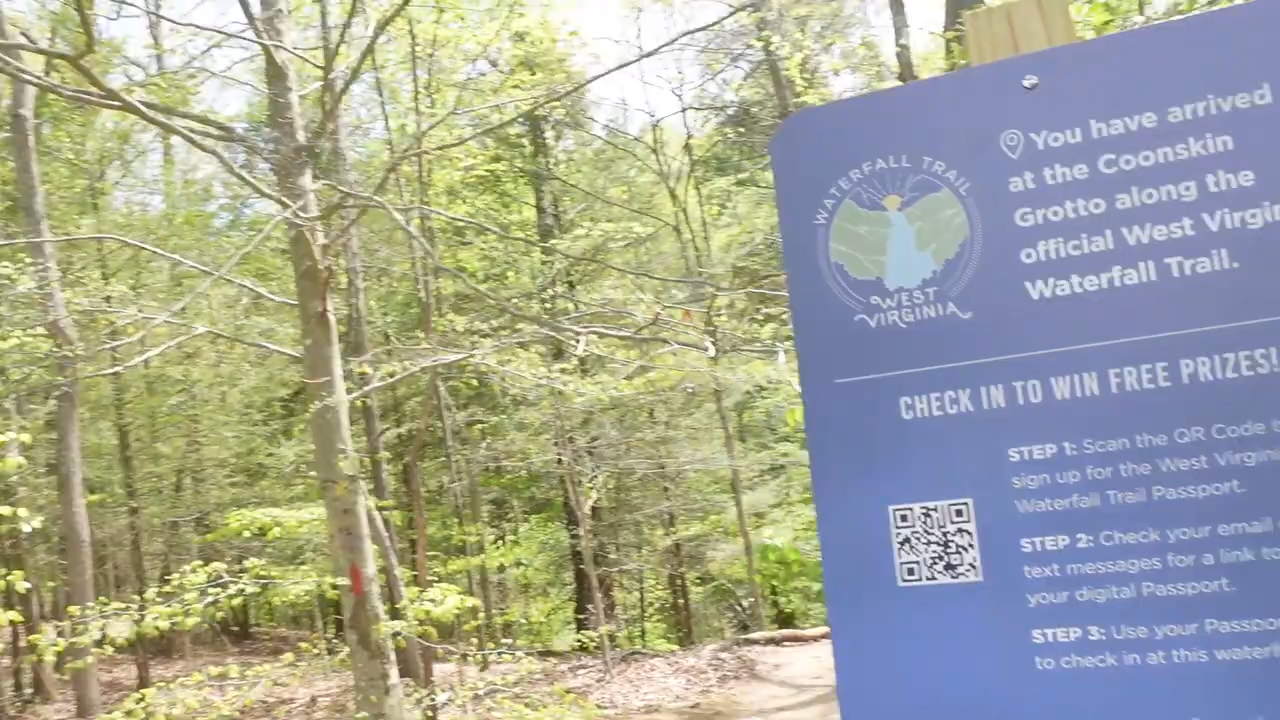 WATERFALL TRAIL
WEST
VIRGINIA
You have arrived
at the Coonskin
Grotto along the
official West Virgin
Waterfall Trail.
CHECK IN TO WIN FREE PRIZES!
STEP 1: Scan the QR Code t
sign up for the West Virgini
Waterfall Trail Passport.
STEP 2: Check your email
text messages for a link to
your digital Passport.
STEP 3: Use your Passpo
to check in at this waterf